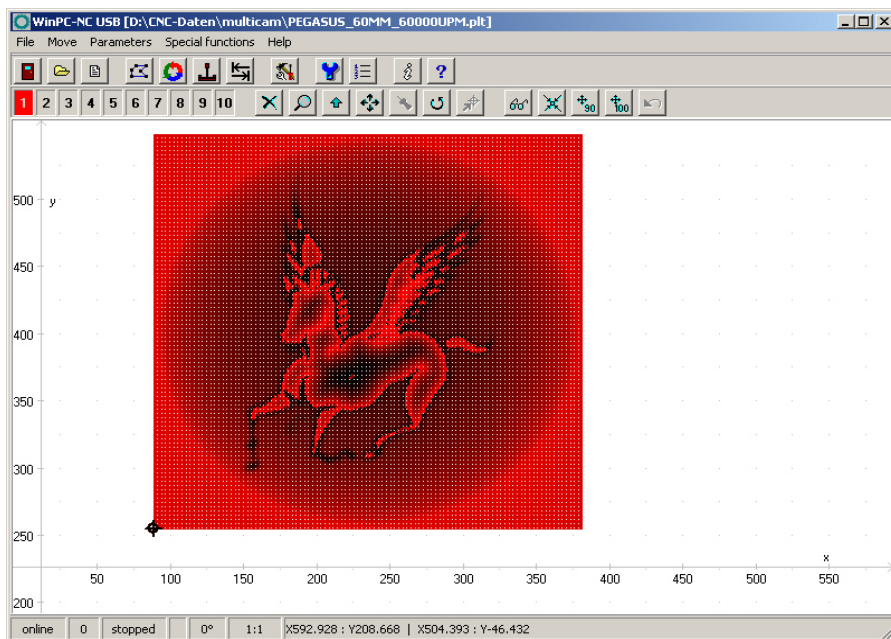 WinPC-NC USB [D:\CNC-Daten\multicam\PEGASUS_60MM_60000UPM.plt]
File Move Parameters Special functions Help
1 2 3 4 5 6 7 8 9 10 90 100
y
500
450
400
350
300
250
200
x
50 100 150 200 250 300 350 400 450 500 550
online 0 stopped 0° 1:1 X592.928 : Y208.668 | X504.393 : Y-46.432